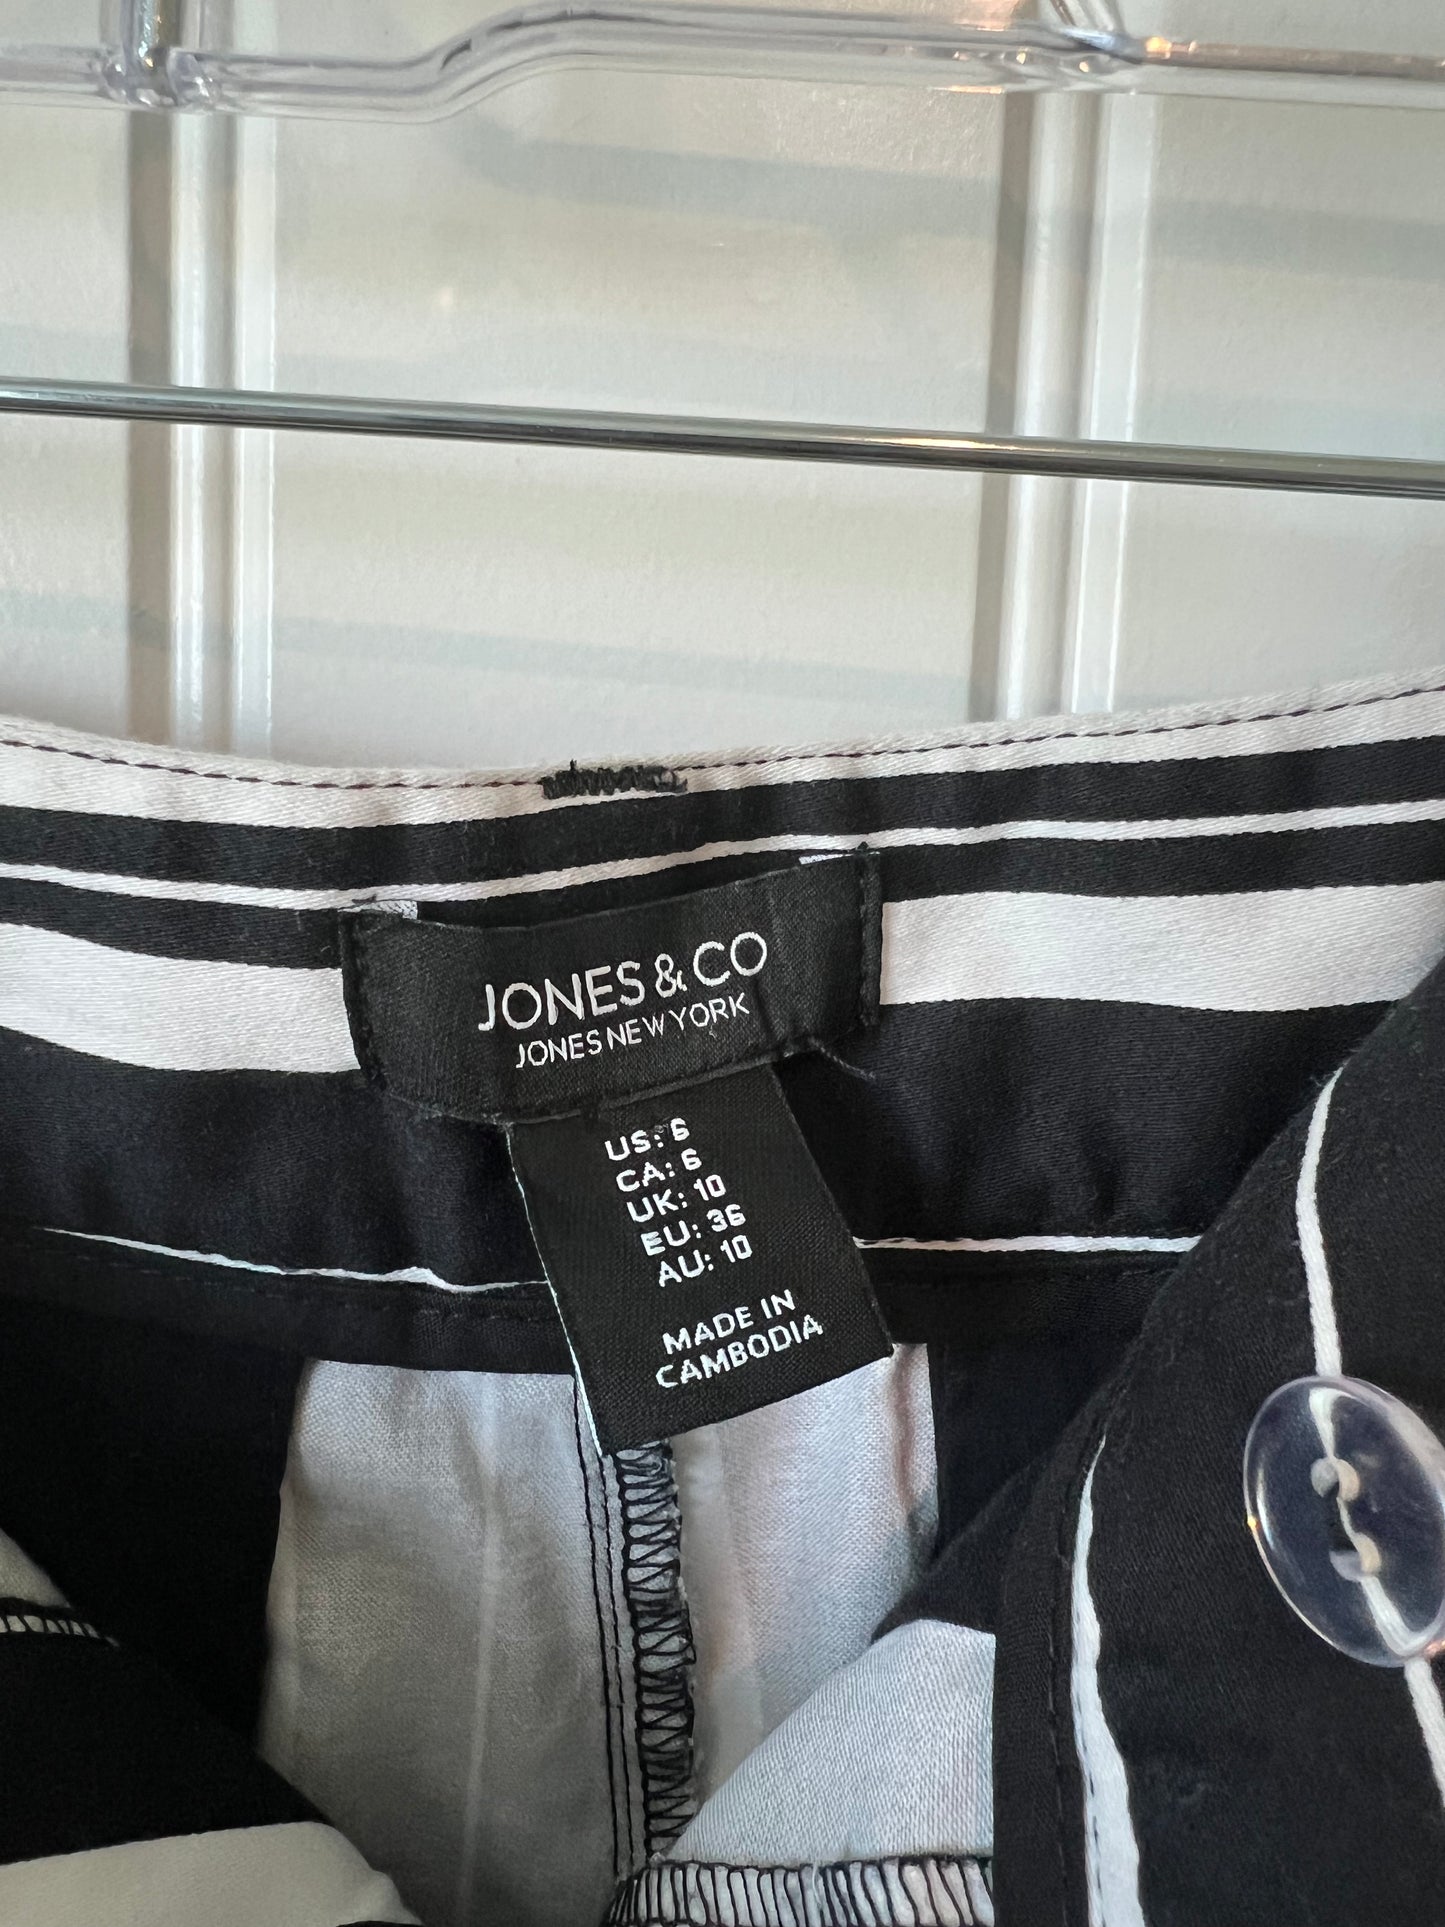 JONES & CO
JONES NEW YORK
US: 6
CA: 6
UK: 10
EU: 36
AU: 10
MADE IN
CAMBODIA